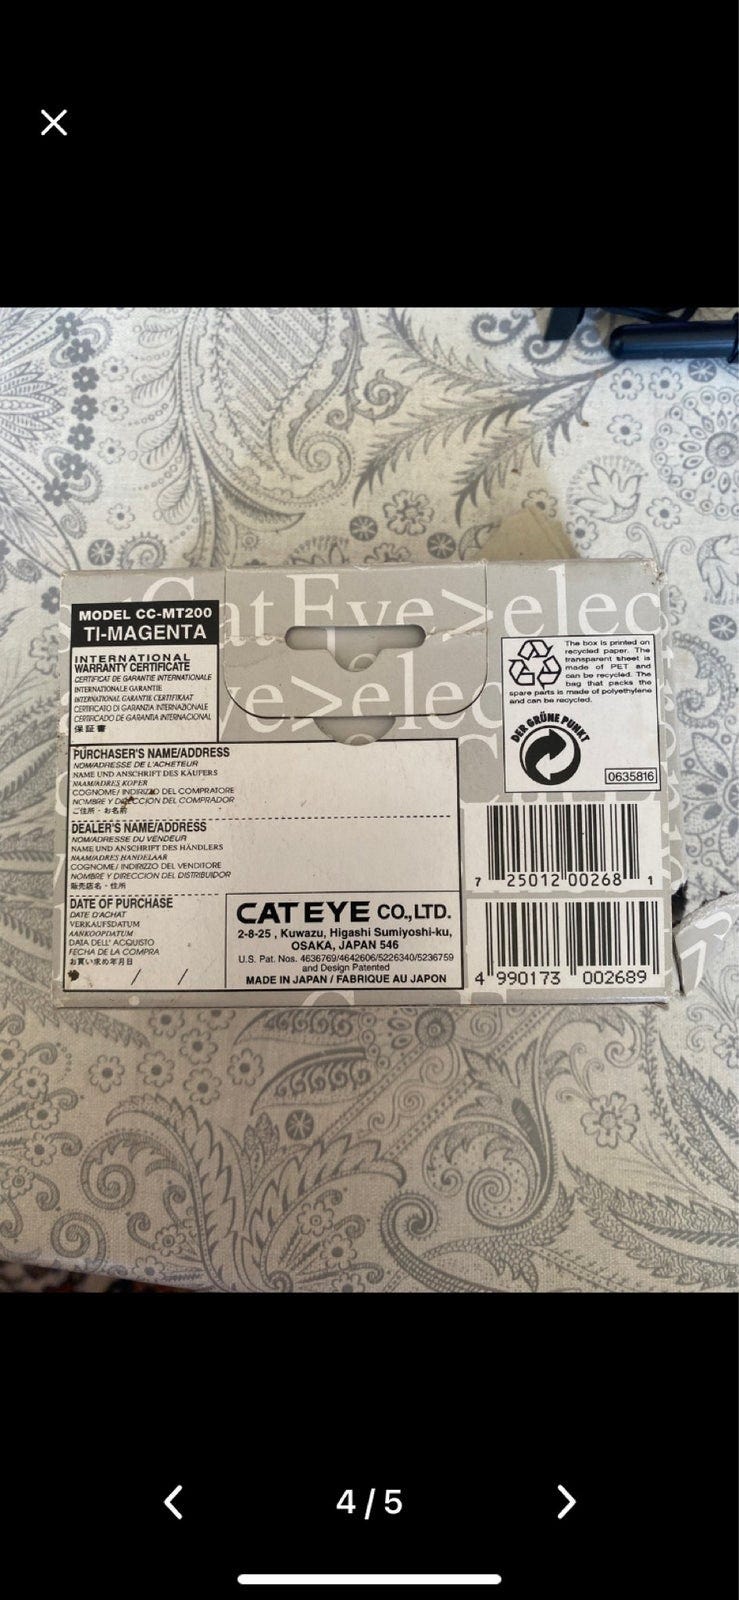 CatEye>elec
ye>elec
MODEL CC-MT200
TI-MAGENTA
INTERNATIONAL
WARRANTY CERTIFICATE
CERTIFICAT DE GARANTIE INTERNATIONALE
INTERNATIONALE GARANTIE
INTERNATIONAL GARANTIE CERTIFIKAAT
CERTIFICATO DI GARANZIA INTERNAZIONALE
CERTIFICADO DE GARANCIA INTERNACIONAL
保証書
The box is printed on
recycled paper. The
transparent sheet is
made of PET and
can be recycled. The
bag that packs the
spare parts is made of polyethylene
and can be recycled.
DER GRÜNE PUNKT
0635816
PURCHASER'S NAME/ADDRESS
NOM/ADRESSE DE L'ACHETEUR
NAME UND ANSCHRIFT DES KÄUFERS
NAAM/ADRES KOPER
COGNOME/ INDIRIZZO DEL COMPRATORE
NOMBRE Y DIRECCION DEL COMPRADOR
ご住所・お名前
DEALER'S NAME/ADDRESS
NOM/ADRESSE DU VENDEUR
NAME UND ANSCHRIFT DES HÄNDLERS
NAAM/ADRES HANDELAAR
COGNOME/ INDIRIZZO DEL VENDITORE
NOMBRE Y DIRECCION DEL DISTRIBUIDOR
販売店名・住所
DATE OF PURCHASE
DATE D'ACHAT
VERKAUFSDATUM
AANKOOPDATUM
DATA DELL' ACQUISTO
FECHA DE LA COMPRA
お買い求め年月日
/ /
CAT EYE CO.,LTD.
2-8-25 , Kuwazu, Higashi Sumiyoshi-ku,
OSAKA, JAPAN 546
U.S. Pat. Nos. 4636769/4642606/5226340/5236759
and Design Patented
MADE IN JAPAN / FABRIQUE AU JAPON
7 25012 00268 1
4 990173 002689
4 / 5